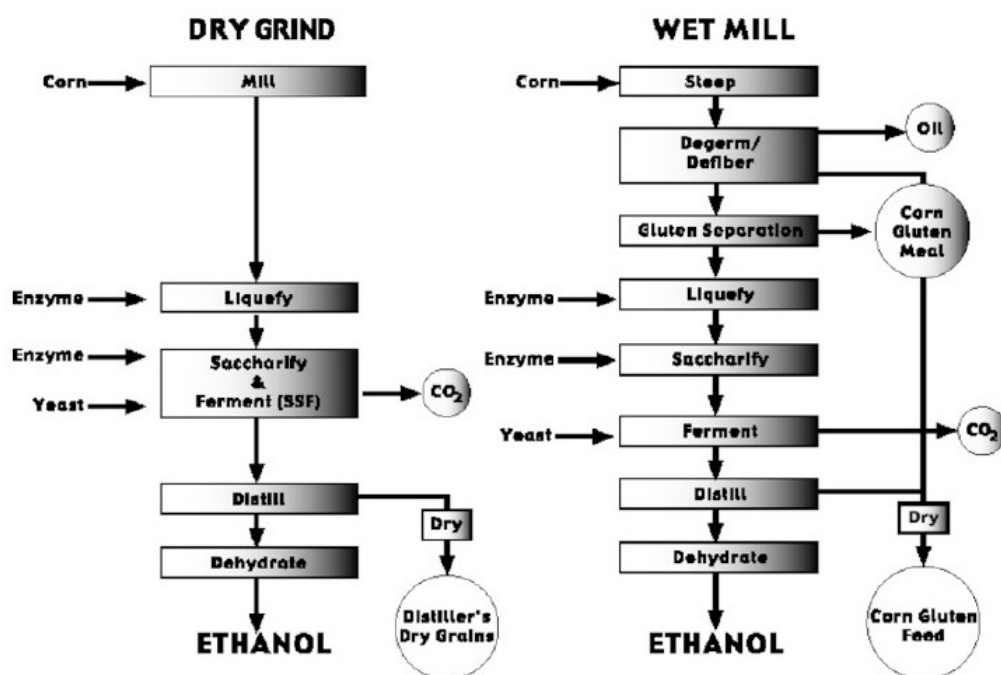 DRY GRIND
Corn
Mill
Enzyme
Liquefy
Enzyme
Yeast
Saccharify
&
Ferment (SSF)
CO2
Distill
Dry
Dehydrate
Distiller's
Dry Grains
ETHANOL
WET MILL
Corn
Steep
Degerm/
Defiber
Oil
Gluten Separation
Corn
Gluten
Meal
Enzyme
Liquefy
Enzyme
Saccharify
Yeast
Ferment
CO2
Distill
Dry
Dehydrate
Corn Gluten
Feed
ETHANOL